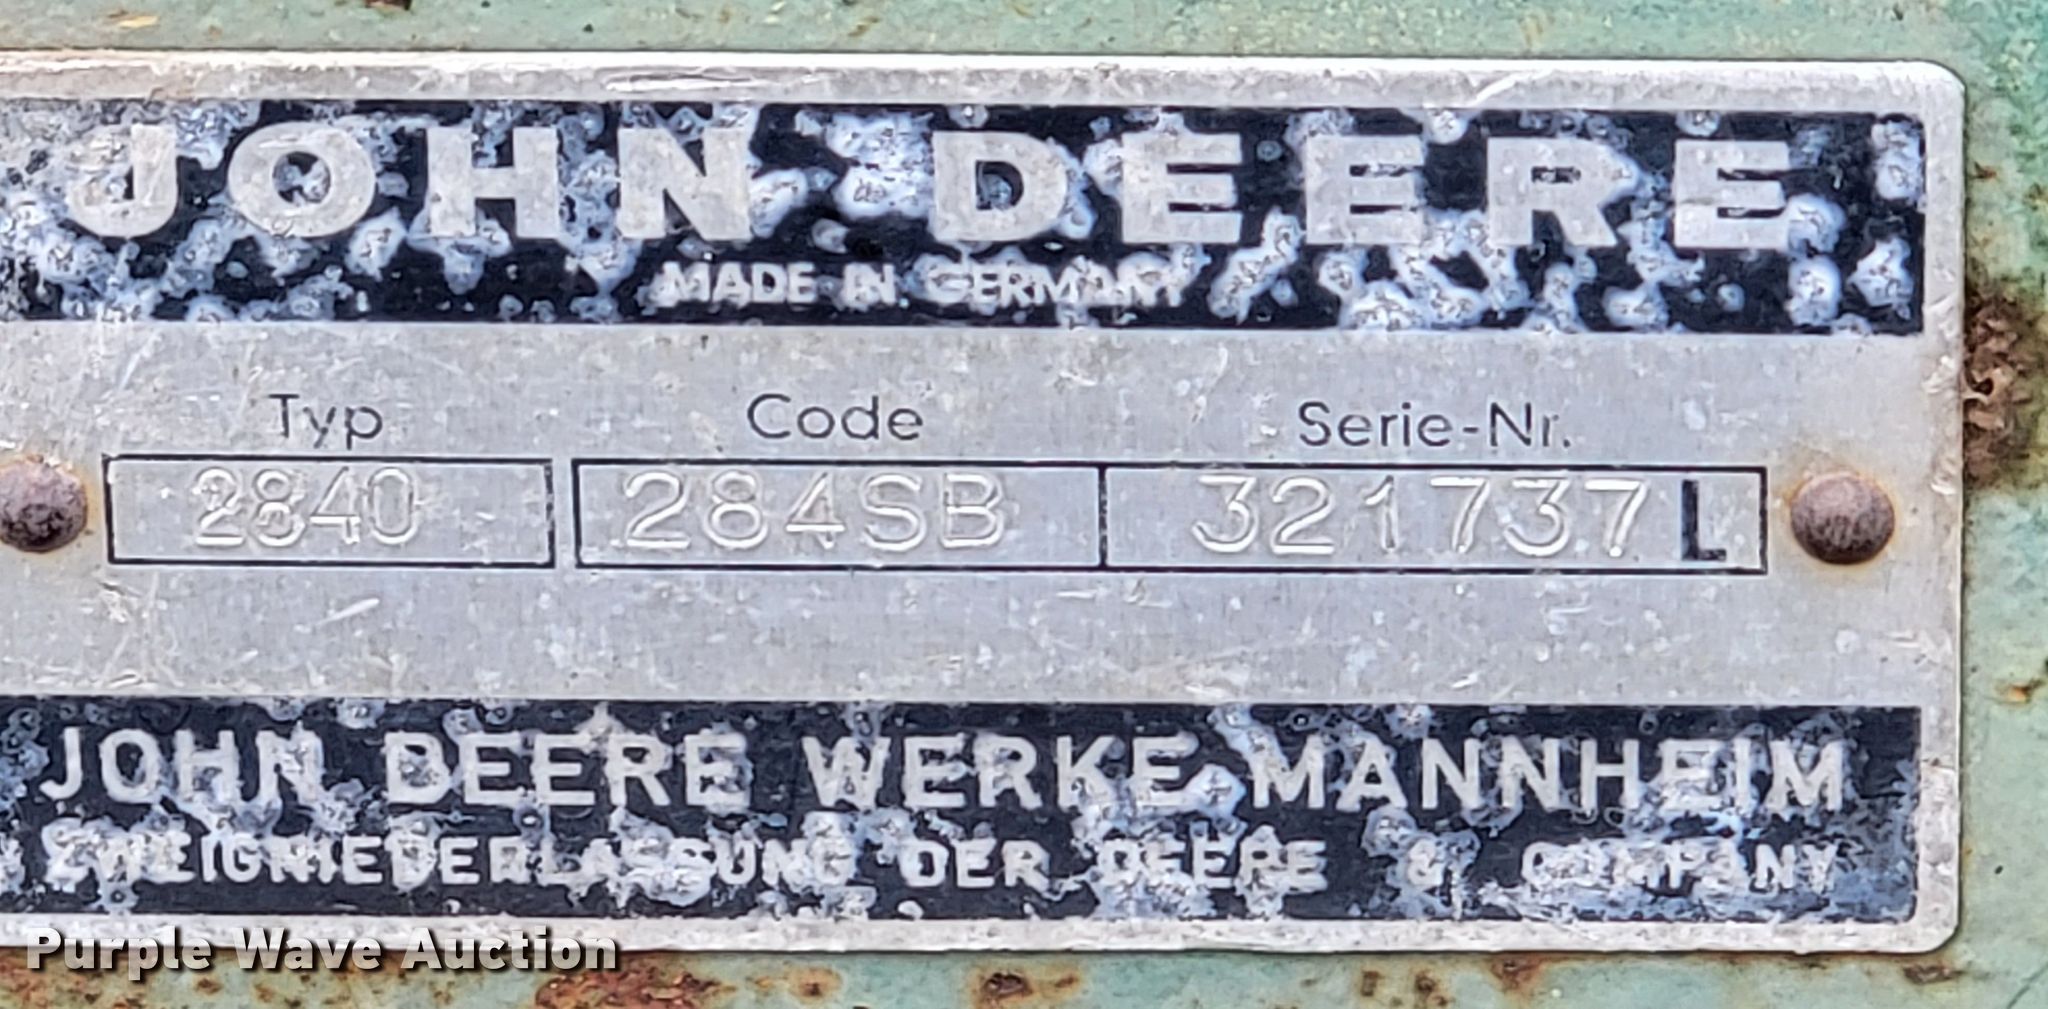 JOHN DEERE
MADE IN GERMANY
Typ Code Serie-Nr.
2840 284SB 321737L
JOHN DEERE WERKE MANNHEIM
ZWEIGNIEDERLASSUNG DER DEERE & COMPANY
Purple Wave Auction